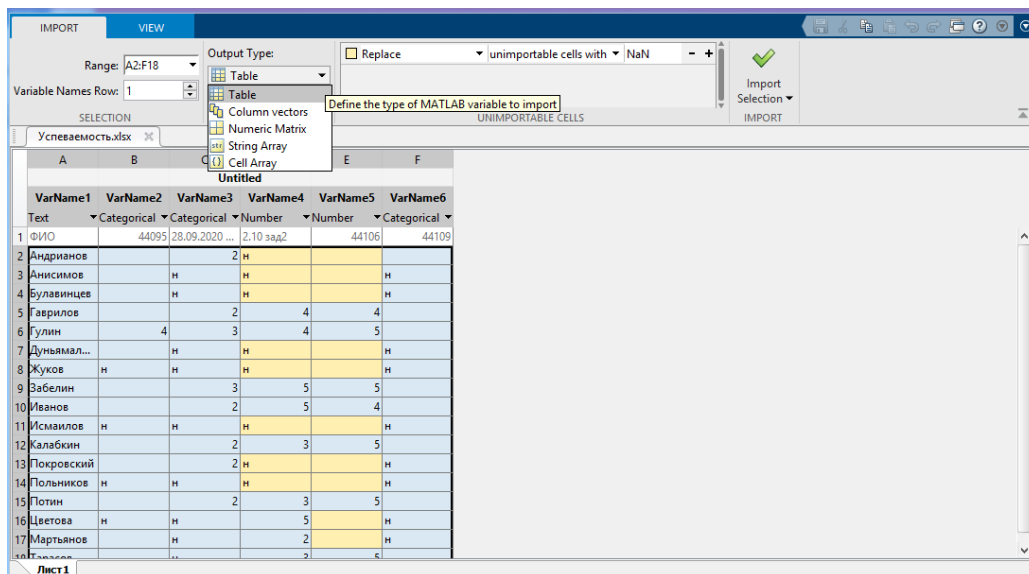 IMPORT VIEW
Range: A2:F18
Variable Names Row: 1
SELECTION
Output Type:
Table
Table
Column vectors
Numeric Matrix
String Array
Cell Array
Define the type of MATLAB variable to import
Replace unimportable cells with NaN - +
UNIMPORTABLE CELLS
Import
Selection
IMPORT
Успеваемость.xlsx
A B C E F
Untitled
VarName1 VarName2 VarName3 VarName4 VarName5 VarName6
Text Categorical Categorical Number Number Categorical
1 ФИО 44095 28.09.2020 ... 2.10 зад2 44106 44109
2 Андрианов 2 н
3 Анисимов н н н
4 Булавинцев н н н
5 Гаврилов 2 4 4
6 Гулин 4 3 4 5
7 Дуньямал... н н н
8 Жуков н н н н
9 Забелин 3 5 5
10 Иванов 2 5 4
11 Исмаилов н н н н
12 Калабкин 2 3 5
13 Покровский 2 н н
14 Польников н н н н
15 Потин 2 3 5
16 Цветова н н 5 н
17 Мартьянов н 2 н
18 Тарасов н 3 5
Лист1